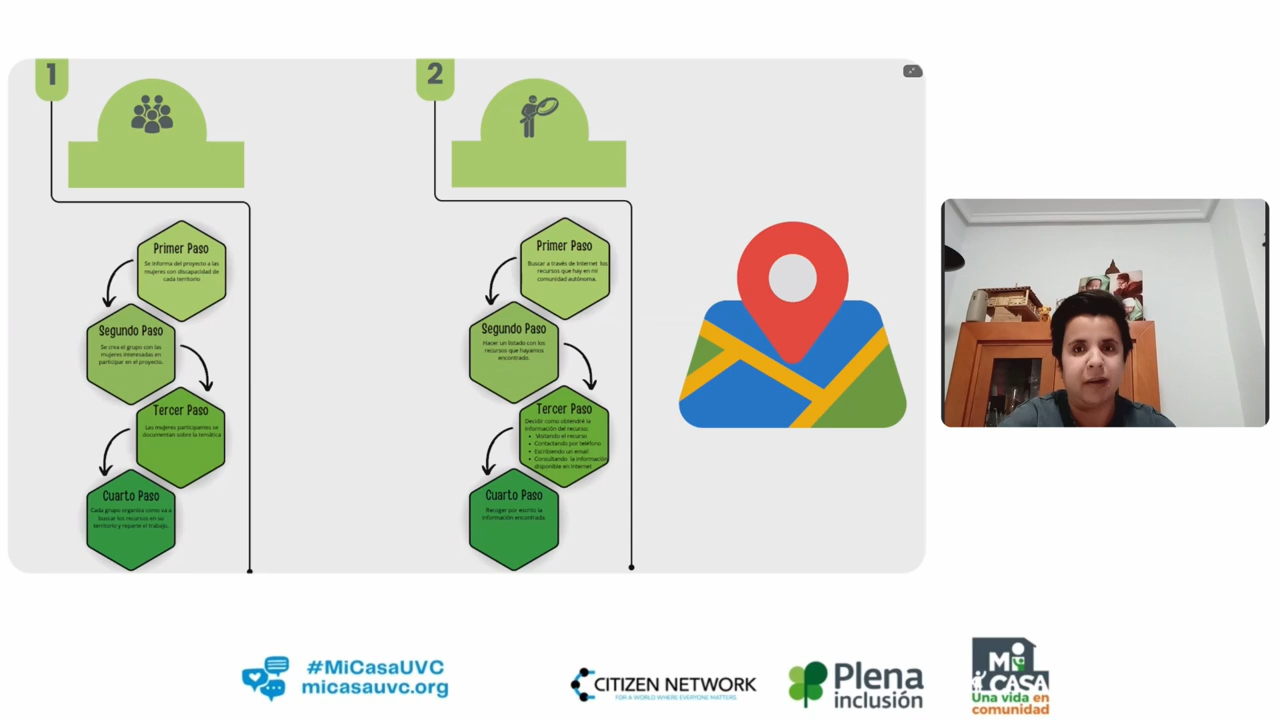 1
Primer Paso
Se informa del proyecto a las
mujeres con discapacidad de
cada territorio
Segundo Paso
Se crea el grupo con las
mujeres interesadas en
participar en el proyecto.
Tercer Paso
Las mujeres participantes se
documentan sobre la temática
Cuarto Paso
Cada grupo organiza como va a
buscar los recursos en su
territorio y reparte el trabajo.
2
Primer Paso
Buscar a través de Internet los
recursos que hay en mi
comunidad autónoma.
Segundo Paso
Hacer un listado con los
recursos que hayamos
encontrado.
Tercer Paso
Decidir como obtendré la
información del recurso:
• Visitando el recurso
• Contactando por teléfono
• Escribiendo un email
• Consultando la información
disponible en internet
Cuarto Paso
Recoger por escrito la
información encontrada.
#MiCasaUVC
micasauvc.org
CITIZEN NETWORK
FOR A WORLD WHERE EVERYONE MATTERS
Plena
inclusión
Mi
CASA
Una vida en
comunidad